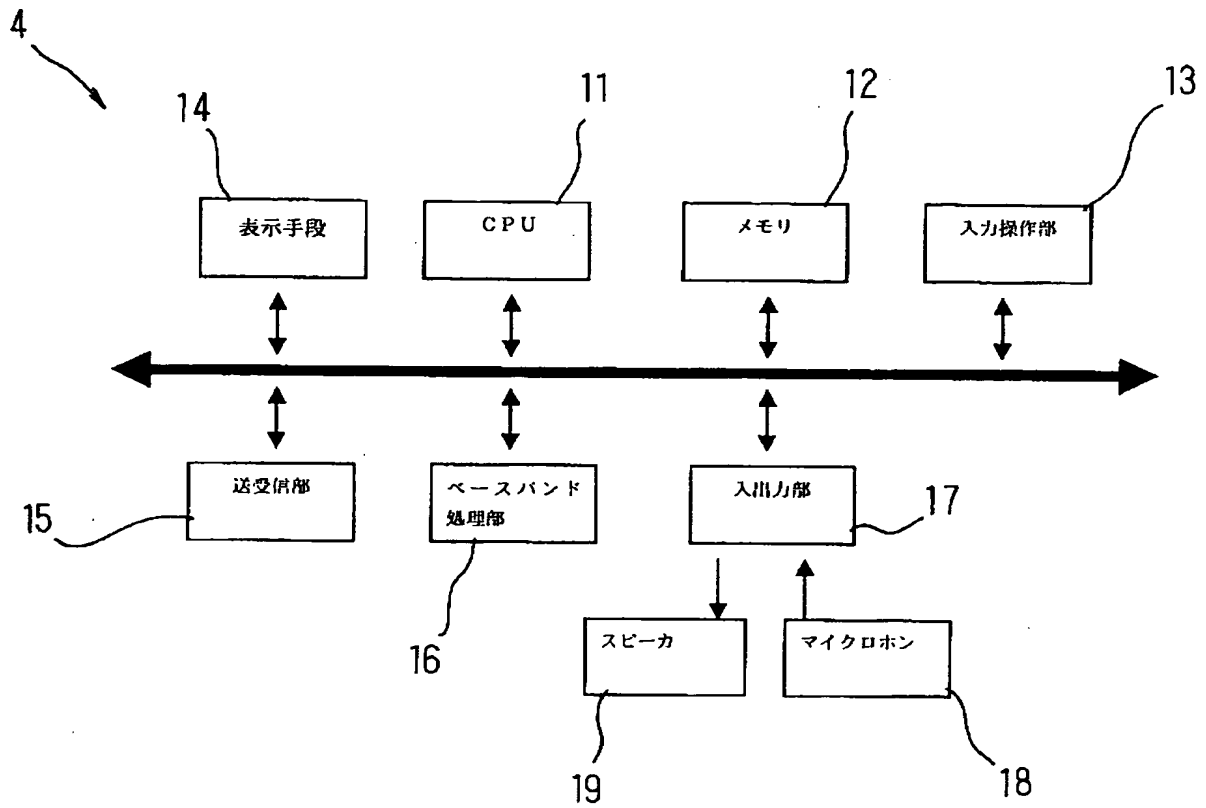 4
14
11
12
13
表示手段
CPU
メモリ
入力操作部
送受信部
ベースバンド
処理部
入出力部
15
16
17
スピーカ
マイクロホン
19
18